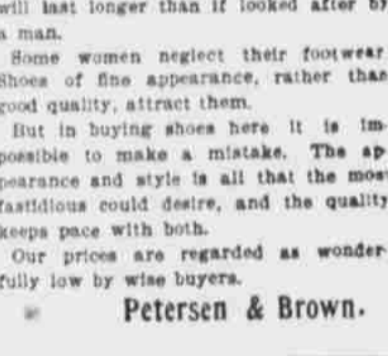 will last longer than if looked after by
a man.
Some women neglect their footwear
Shoes of fine appearance, rather than
good quality, attract them.
But in buying shoes here it is im-
possible to make a mistake. The ap-
pearance and style is all that the most
fastidious could desire, and the quality
keeps pace with both.
Our prices are regarded as wonder-
fully low by wise buyers.
Petersen & Brown.